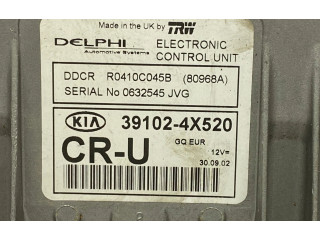 Made in the UK by TRW
DELPHI ELECTRONIC
Automotive Systems CONTROL UNIT
DDCR R0410C045B (80968A)
SERIAL No 0632545 JVG
KIA 39102-4X520
CR-U GQ EUR
12V=
30.09.02